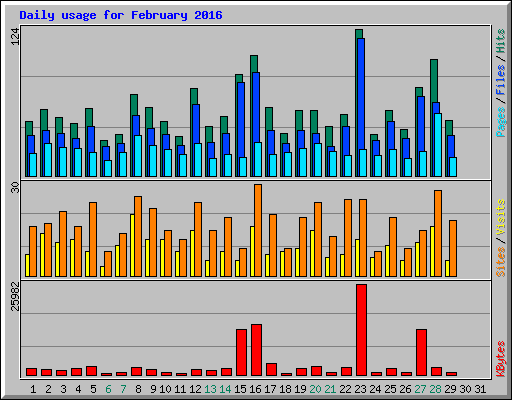 Daily usage for February 2016
124
Pages / Files / Hits
30
Sites / Visits
25982
KBytes
1 2 3 4 5 6 7 8 9 10 11 12 13 14 15 16 17 18 19 20 21 22 23 24 25 26 27 28 29 30 31